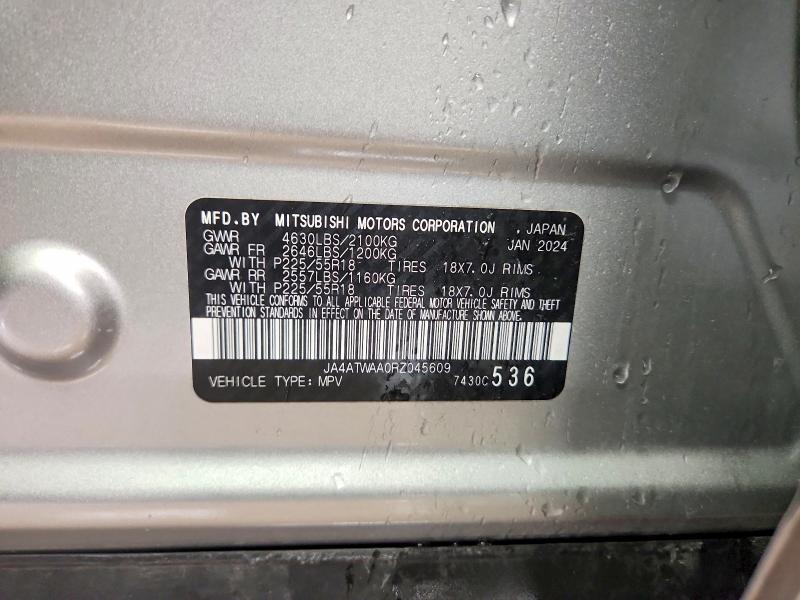 MFD.BY MITSUBISHI MOTORS CORPORATION , JAPAN
GVWR 4630LBS/2100KG JAN 2024
GAWR FR 2646LBS/1200KG
WITH P225/55R18 TIRES 18X7.0J RIMS
GAWR RR 2557LBS/1160KG
WITH P225/55R18 TIRES 18X7.0J RIMS
THIS VEHICLE CONFORMS TO ALL APPLICABLE FEDERAL MOTOR VEHICLE SAFETY AND THEFT
PREVENTION STANDARDS IN EFFECT ON THE DATE OF MANUFACTURE SHOWN ABOVE.
JA4ATWAA0RZ045609
VEHICLE TYPE: MPV 7430C 536